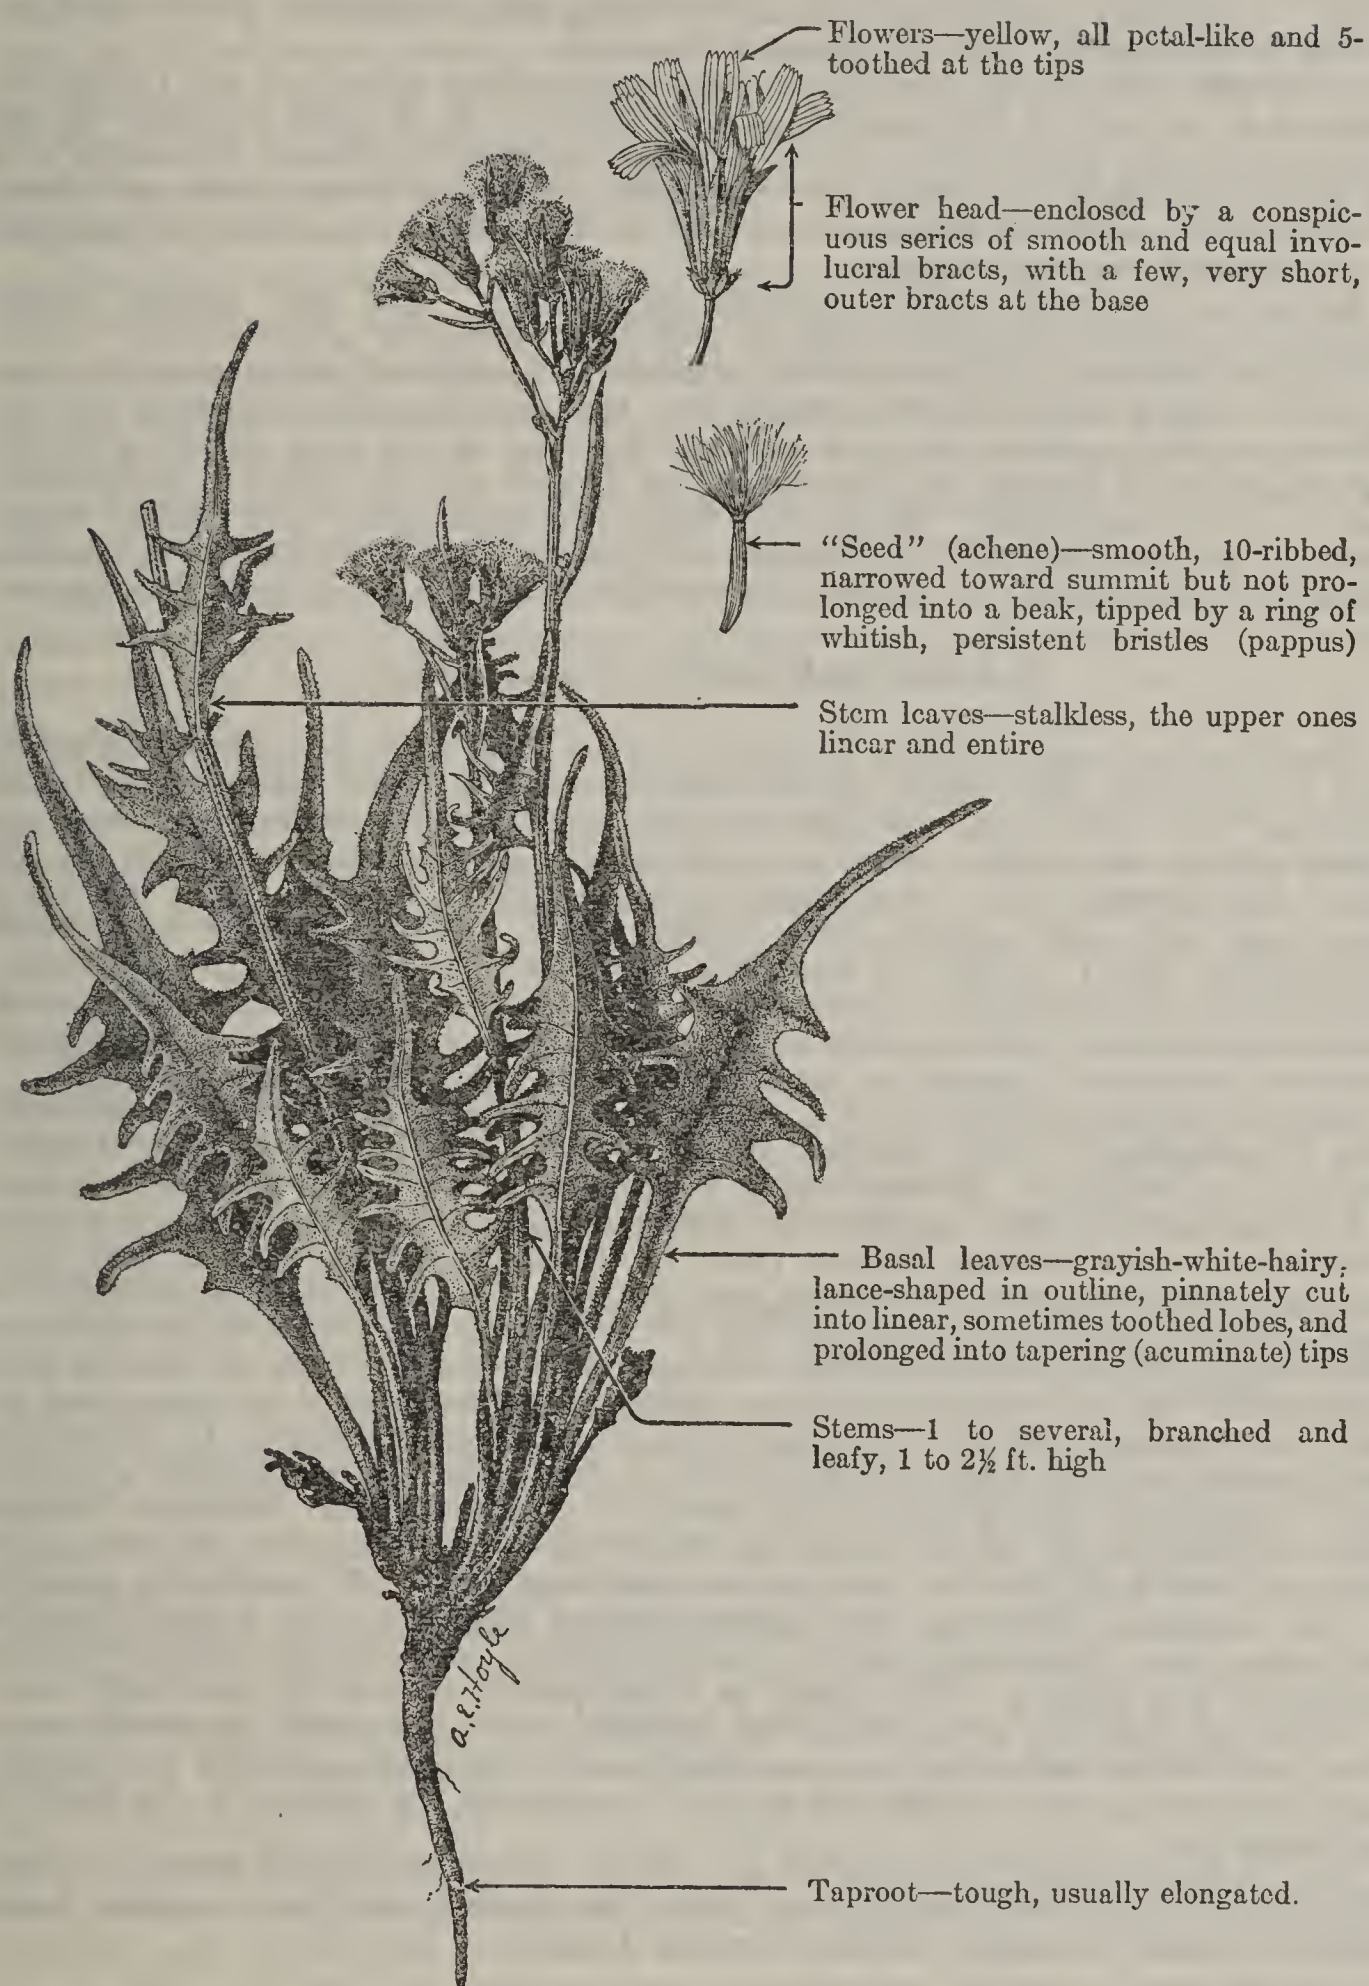 Flowers—yellow, all petal-like and 5-
toothed at the tips
Flower head—enclosed by a conspic-
uous series of smooth and equal invo-
lucral bracts, with a few, very short,
outer bracts at the base
“Seed” (achene)—smooth, 10-ribbed,
narrowed toward summit but not pro-
longed into a beak, tipped by a ring of
whitish, persistent bristles (pappus)
Stem leaves—stalkless, the upper ones
linear and entire
Basal leaves—grayish-white-hairy,
lance-shaped in outline, pinnately cut
into linear, sometimes toothed lobes, and
prolonged into tapering (acuminate) tips
Stems—1 to several, branched and
leafy, 1 to 2½ ft. high
a.E.Hoyle
Taproot—tough, usually elongated.